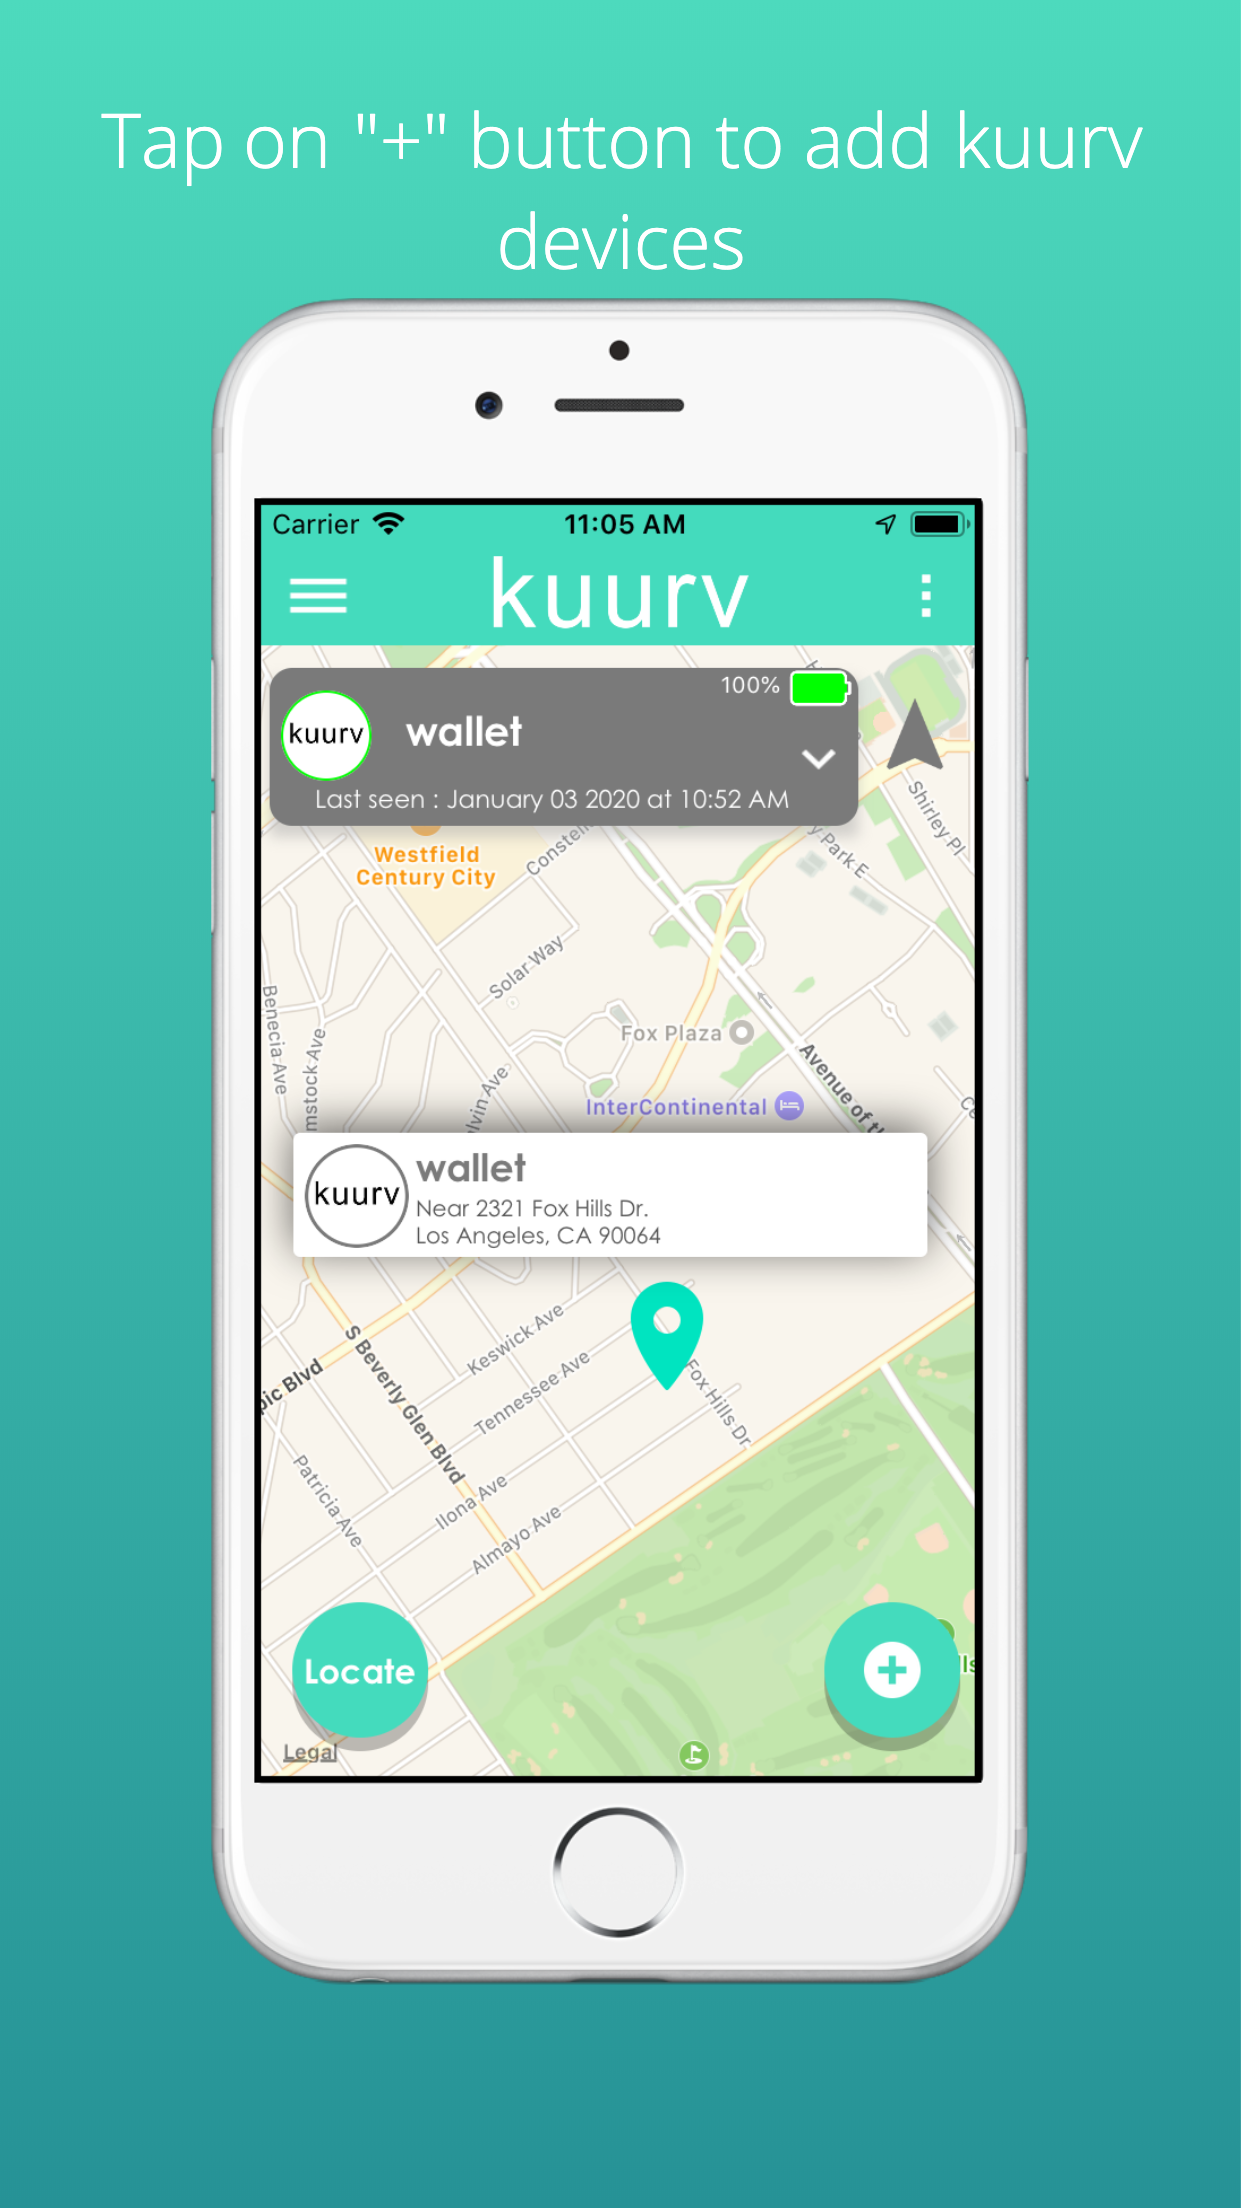 Tap on "+" button to add kuurv
devices
Carrier
11:05 AM
kuurv
100%
kuurv
wallet
Last seen : January 03 2020 at 10:52 AM
Westfield
Century City
Shirley Pl
y Park E
Solar Way
Benecia Ave
mstock Ave
Fox Plaza
lvin Ave
InterContinental
Avenue of
kuurv
wallet
Near 2321 Fox Hills Dr.
Los Angeles, CA 90064
Keswick Ave
S Beverly Glen Blvd
pic Blvd
Tennessee Ave
Fox Hills Dr
Patricia Ave
Ilona Ave
Almayo Ave
Locate
+
Legal